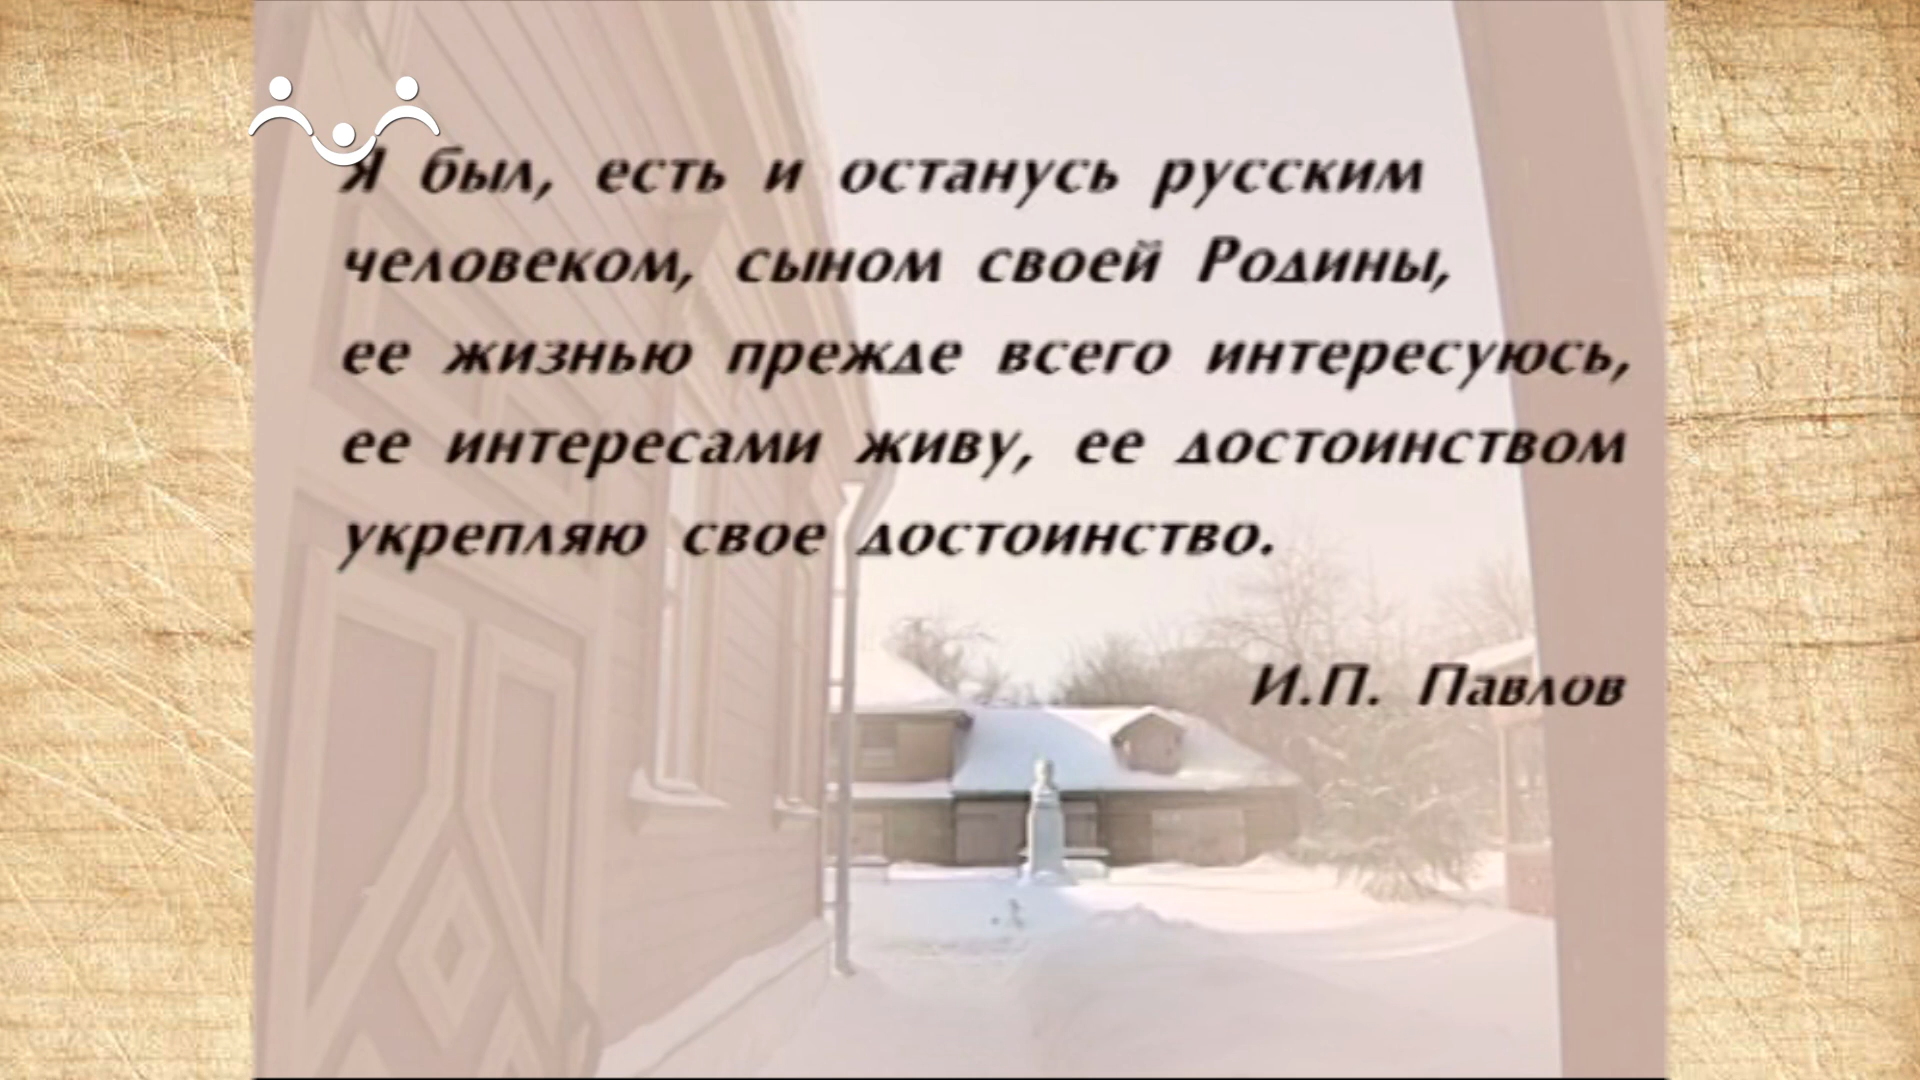 Я был, есть и останусь русским
человеком, сыном своей Родины,
ее жизнью прежде всего интересуюсь,
ее интересами живу, ее достоинством
укрепляю свое достоинство.
И.П. Павлов